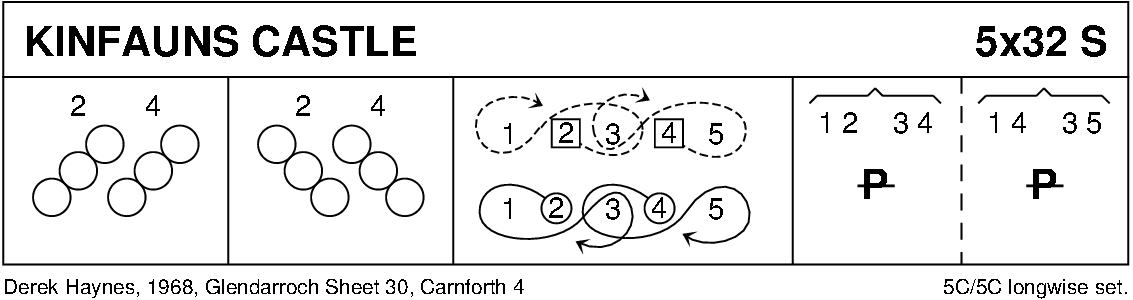 KINFAUNS CASTLE 5x32 S
2 4 2 4 1 2 3 4 5 1 2 3 4 1 4 3 5
1 2 3 4 5 P P
Derek Haynes, 1968, Glendarroch Sheet 30, Carnforth 4 5C/5C longwise set.